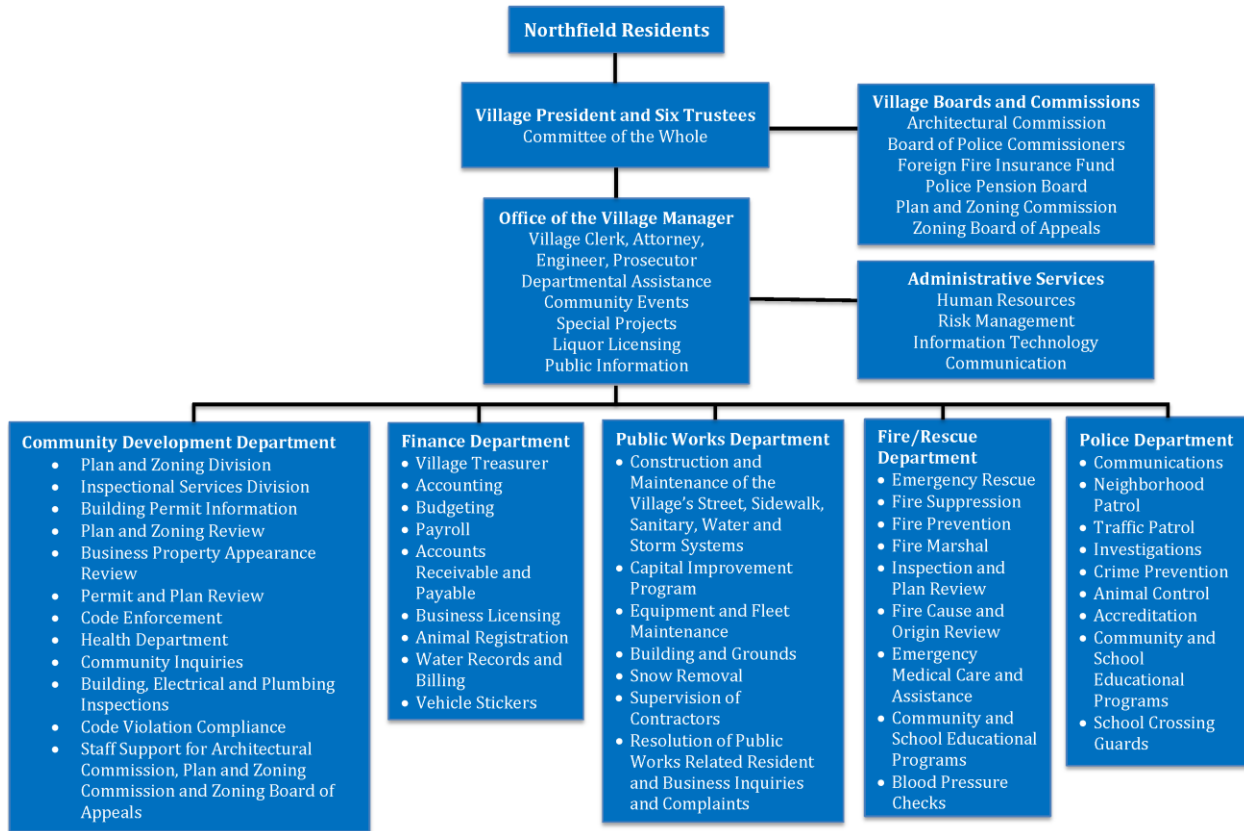 Northfield Residents
Village President and Six Trustees
Committee of the Whole
Village Boards and Commissions
Architectural Commission
Board of Police Commissioners
Foreign Fire Insurance Fund
Police Pension Board
Plan and Zoning Commission
Zoning Board of Appeals
Office of the Village Manager
Village Clerk, Attorney,
Engineer, Prosecutor
Departmental Assistance
Community Events
Special Projects
Liquor Licensing
Public Information
Administrative Services
Human Resources
Risk Management
Information Technology
Communication
Community Development Department
• Plan and Zoning Division
• Inspectional Services Division
• Building Permit Information
• Plan and Zoning Review
• Business Property Appearance
Review
• Permit and Plan Review
• Code Enforcement
• Health Department
• Community Inquiries
• Building, Electrical and Plumbing
Inspections
• Code Violation Compliance
• Staff Support for Architectural
Commission, Plan and Zoning
Commission and Zoning Board of
Appeals
Finance Department
• Village Treasurer
• Accounting
• Budgeting
• Payroll
• Accounts
Receivable and
Payable
• Business Licensing
• Animal Registration
• Water Records and
Billing
• Vehicle Stickers
Public Works Department
• Construction and
Maintenance of the
Village’s Street, Sidewalk,
Sanitary, Water and
Storm Systems
• Capital Improvement
Program
• Equipment and Fleet
Maintenance
• Building and Grounds
• Snow Removal
• Supervision of
Contractors
• Resolution of Public
Works Related Resident
and Business Inquiries
and Complaints
Fire/Rescue
Department
• Emergency Rescue
• Fire Suppression
• Fire Prevention
• Fire Marshal
• Inspection and
Plan Review
• Fire Cause and
Origin Review
• Emergency
Medical Care and
Assistance
• Community and
School Educational
Programs
• Blood Pressure
Checks
Police Department
• Communications
• Neighborhood
Patrol
• Traffic Patrol
• Investigations
• Crime Prevention
• Animal Control
• Accreditation
• Community and
School
Educational
Programs
• School Crossing
Guards